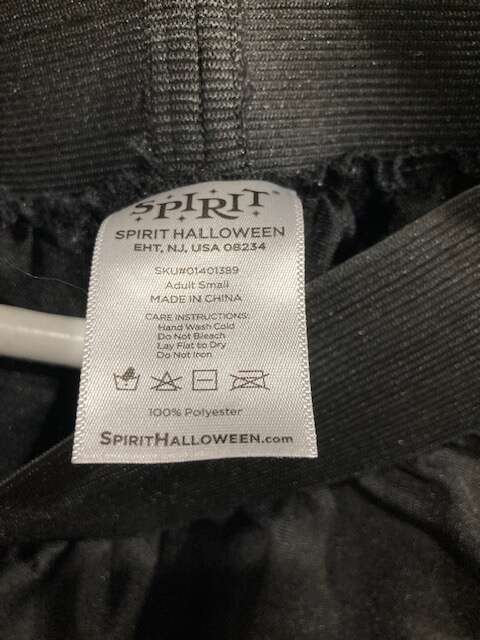 SPIRIT
SPIRIT HALLOWEEN
EHT, NJ, USA 08234
SKU#01401389
Adult Small
MADE IN CHINA
CARE INSTRUCTIONS:
Hand Wash Cold
Do Not Bleach
Lay Flat to Dry
Do Not Iron
100% Polyester
SPIRITHALLOWEEN.com